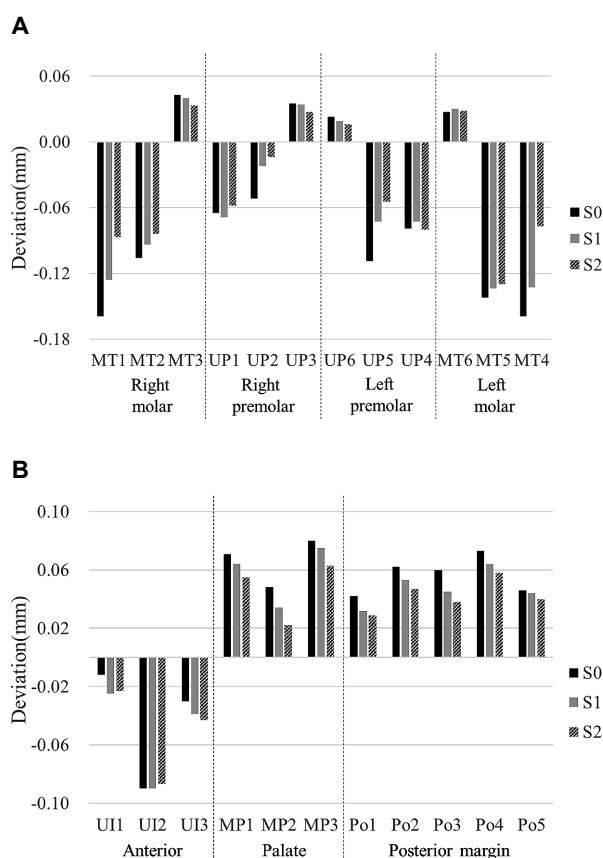 A
0.06
0.00
-0.06
-0.12
-0.18
Deviation(mm)
S0
S1
S2
MT1 MT2 MT3 UP1 UP2 UP3 UP6 UP5 UP4 MT6 MT5 MT4
Right molar
Right premolar
Left premolar
Left molar
B
0.10
0.06
0.02
-0.02
-0.06
-0.10
Deviation(mm)
S0
S1
S2
UI1 UI2 UI3 MP1 MP2 MP3 Po1 Po2 Po3 Po4 Po5
Anterior Palate Posterior margin